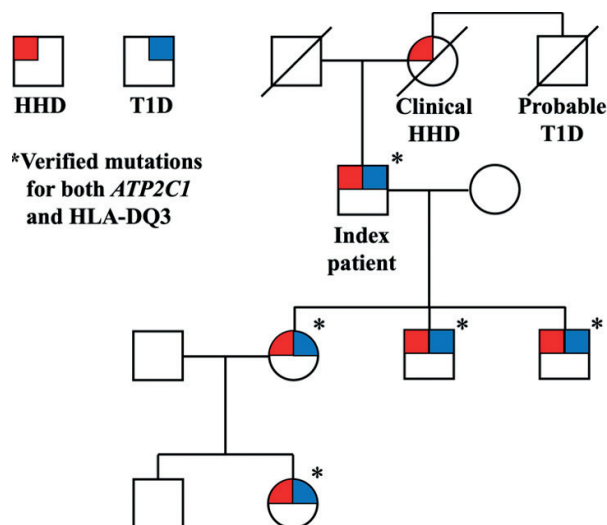 HHD
T1D
*Verified mutations
for both ATP2C1
and HLA-DQ3
Clinical
HHD
Probable
T1D
*
Index
patient
*
*
*
*